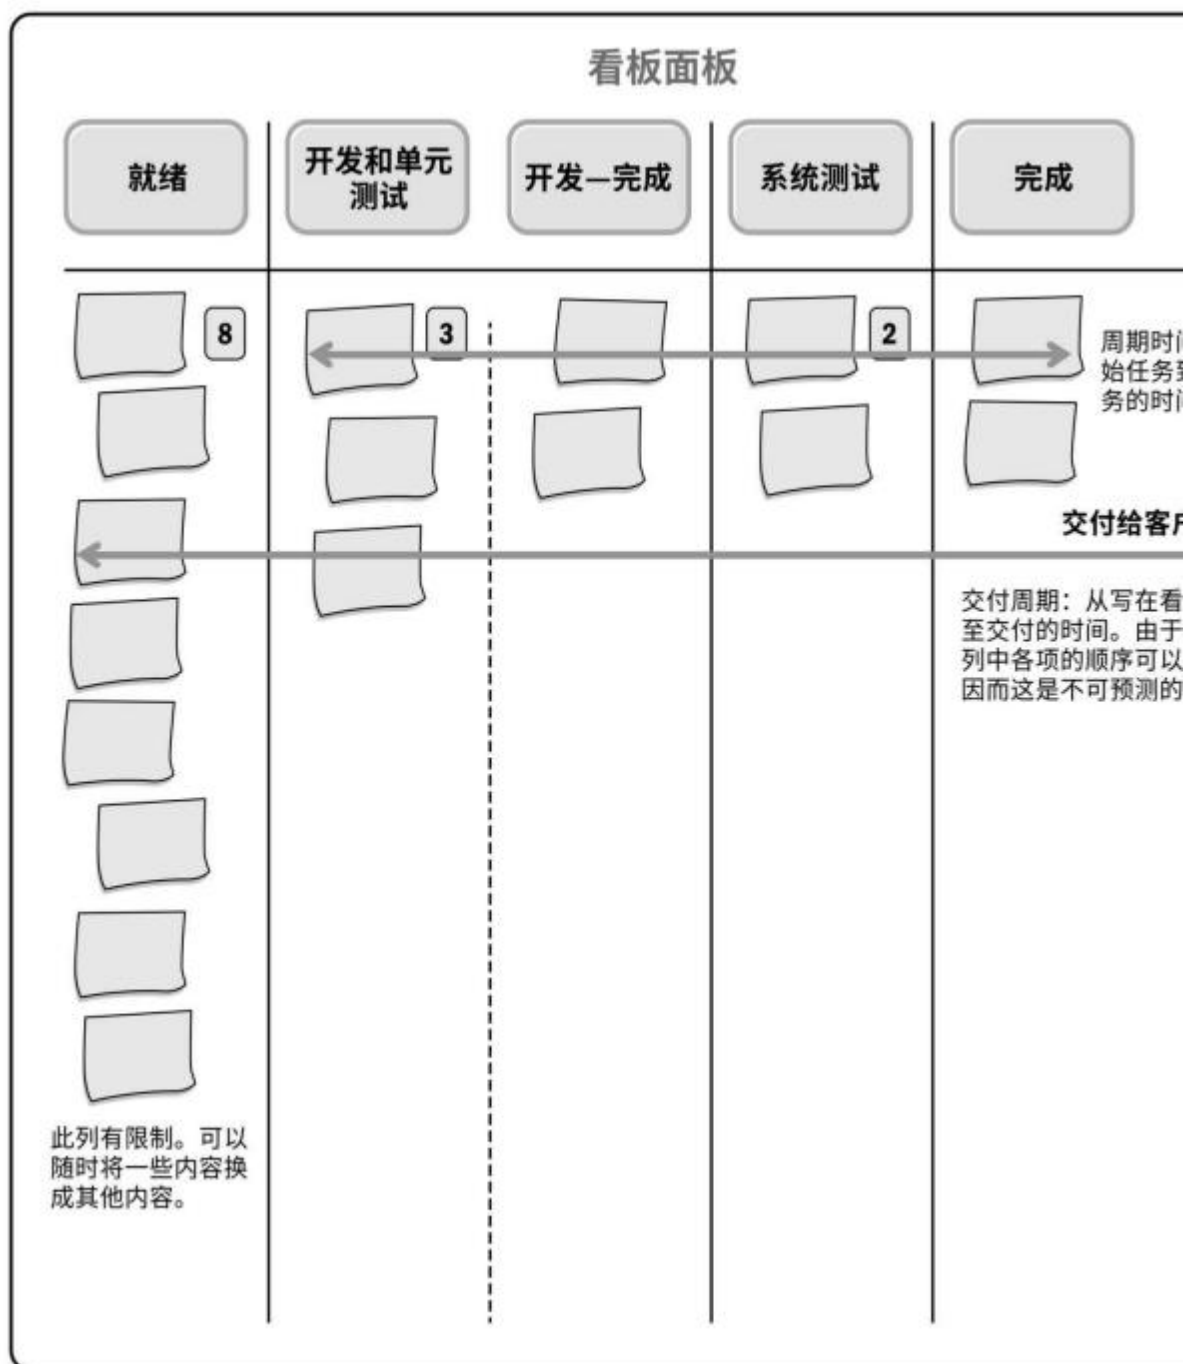 看板面板
就绪
开发和单元
测试
开发—完成
系统测试
完成
8
3
2
周期时
始任务
务的时
交付给客
交付周期：从写在看
至交付的时间。由于
列中各项的顺序可以
因而这是不可预测的
此列有限制。可以
随时将一些内容换
成其他内容。